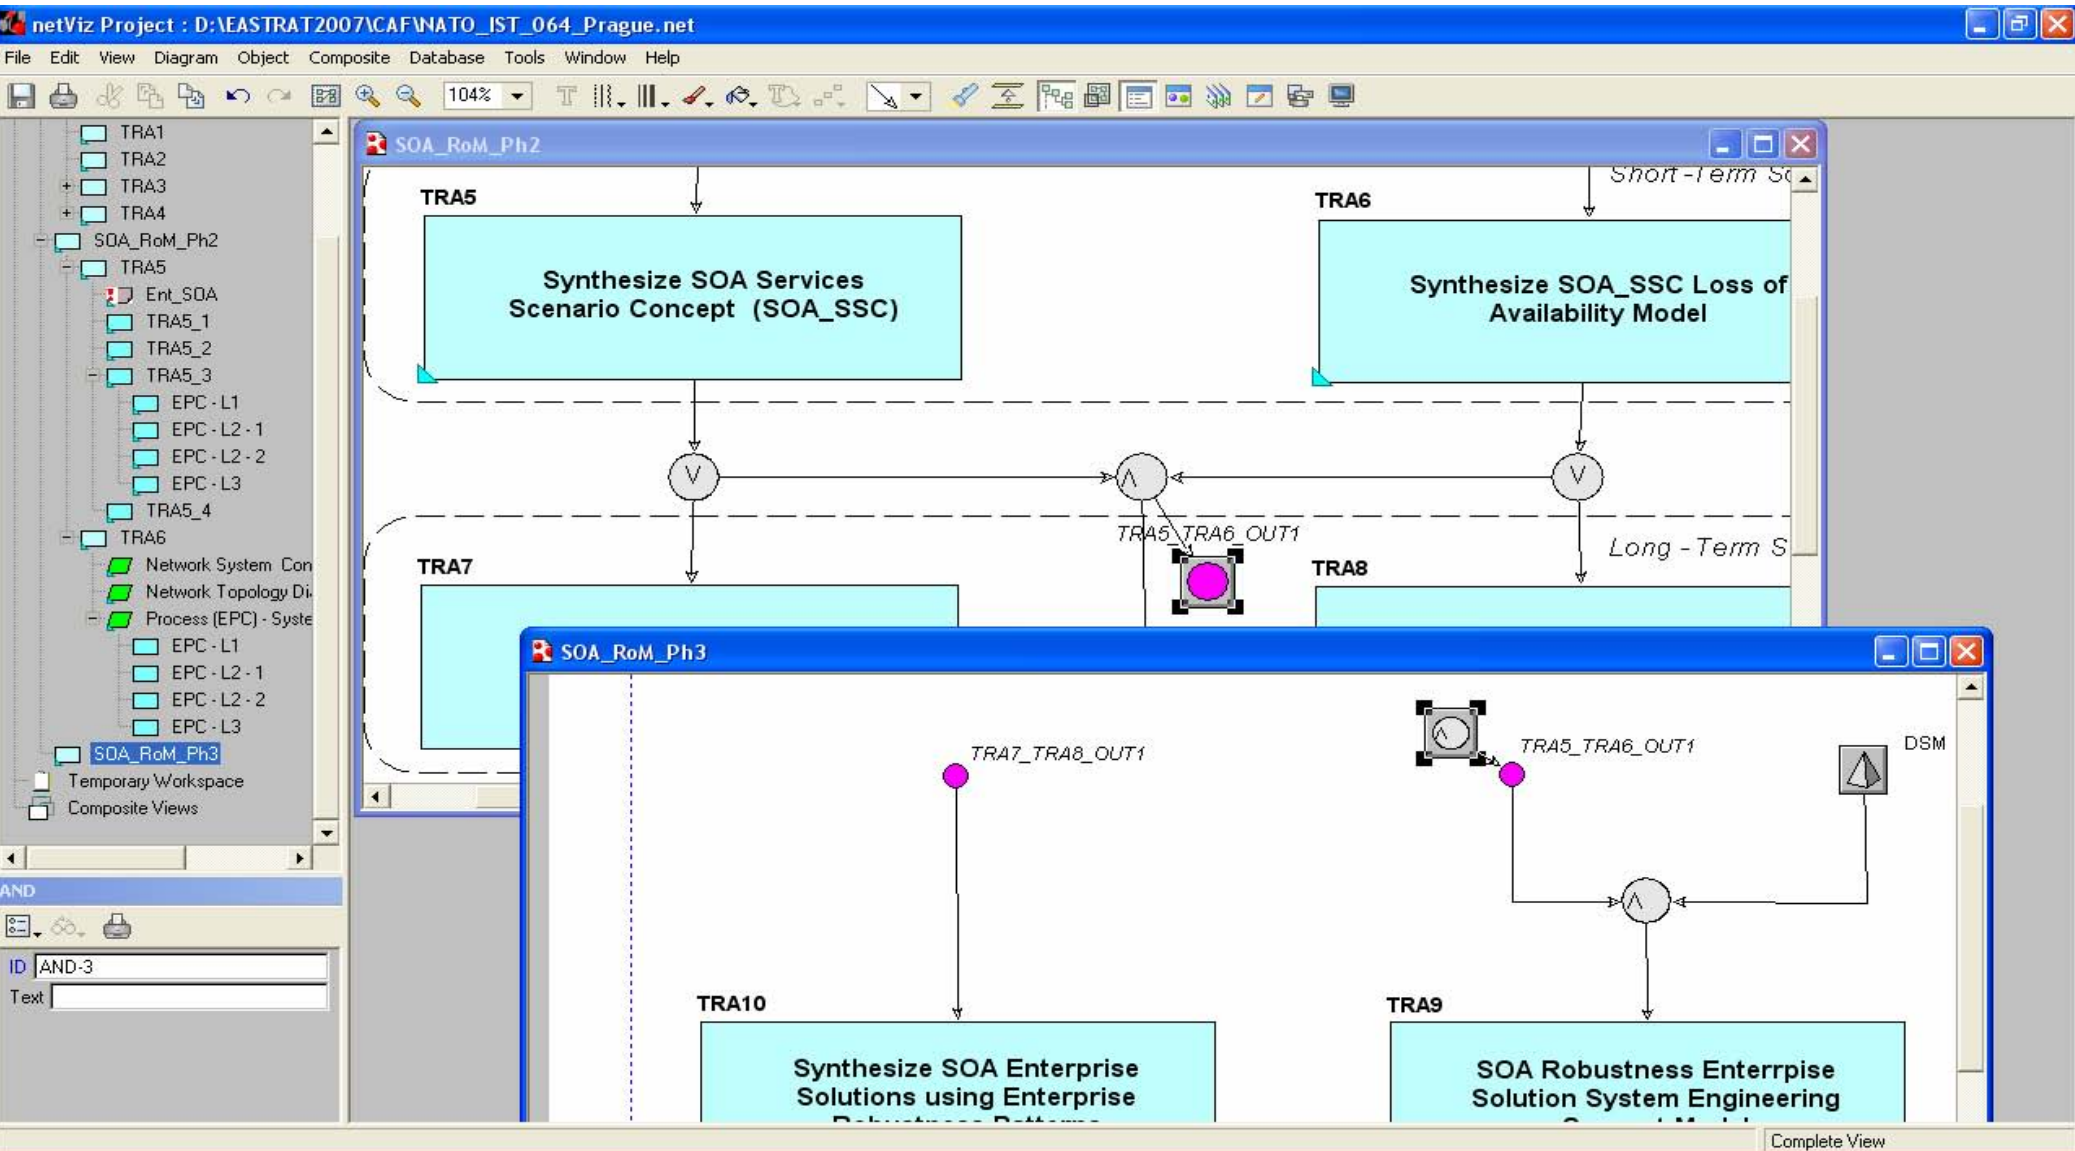 netViz Project : D:\EASTRAT2007\CAF\NATO_IST_064_Prague.net
File Edit View Diagram Object Composite Database Tools Window Help
104%
TRA1
TRA2
TRA3
TRA4
SOA_RoM_Ph2
TRA5
Ent_SOA
TRA5_1
TRA5_2
TRA5_3
EPC - L1
EPC - L2 - 1
EPC - L2 - 2
EPC - L3
TRA5_4
TRA6
Network System Con
Network Topology Di
Process (EPC) - Syste
EPC - L1
EPC - L2 - 1
EPC - L2 - 2
EPC - L3
SOA_RoM_Ph3
Temporary Workspace
Composite Views
AND
ID AND-3
Text
SOA_RoM_Ph2
Short -Term So
TRA5
Synthesize SOA Services
Scenario Concept (SOA_SSC)
TRA6
Synthesize SOA_SSC Loss of
Availability Model
V
Λ
V
TRA5_TRA6_OUT1
Long - Term S
TRA7
TRA8
SOA_RoM_Ph3
TRA7_TRA8_OUT1
Λ
TRA5_TRA6_OUT1
DSM
Λ
TRA10
Synthesize SOA Enterprise
Solutions using Enterprise
Robustness Patterns
TRA9
SOA Robustness Enterrpise
Solution System Engineering
Complete View